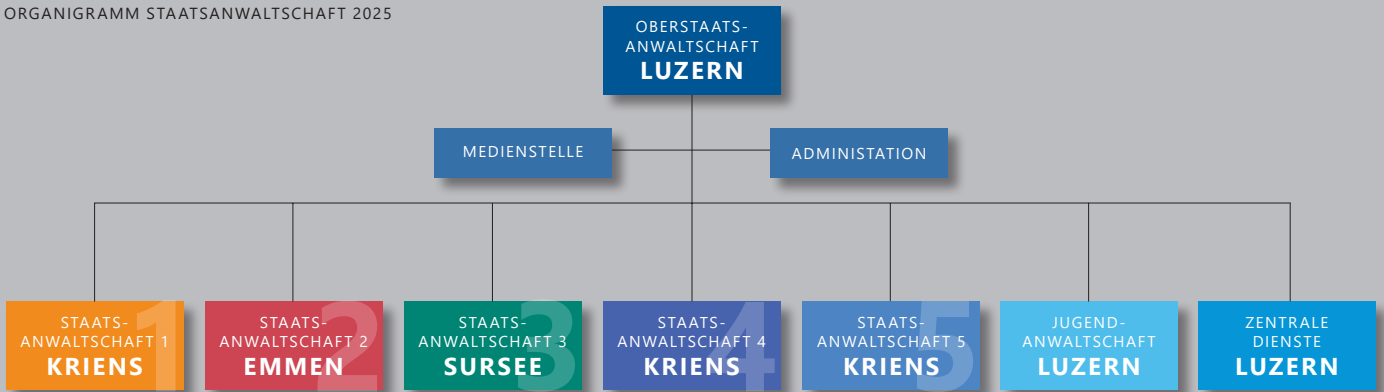 ORGANIGRAMM STAATSANWALTSCHAFT 2025
OBERSTAATS-
ANWALTSCHAFT
LUZERN
MEDIENSTELLE
ADMINISTATION
STAATS-
ANWALTSCHAFT 1
KRIENS
1
STAATS-
ANWALTSCHAFT 2
EMMEN
2
STAATS-
ANWALTSCHAFT 3
SURSEE
3
STAATS-
ANWALTSCHAFT 4
KRIENS
4
STAATS-
ANWALTSCHAFT 5
KRIENS
5
JUGEND-
ANWALTSCHAFT
LUZERN
ZENTRALE
DIENSTE
LUZERN